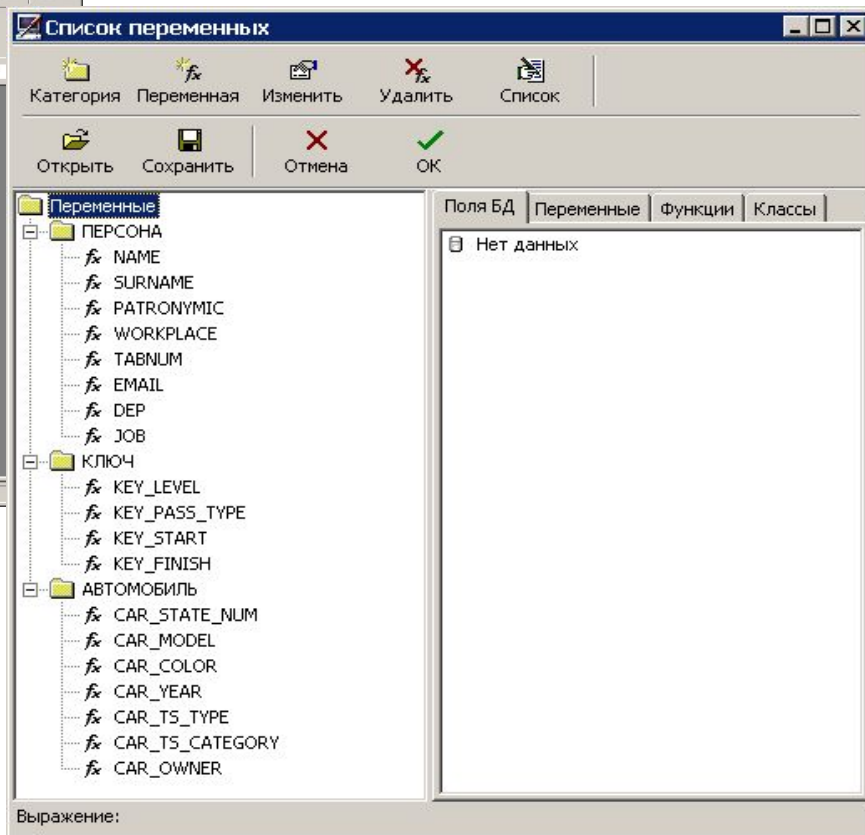 Список переменных
Категория Переменная Изменить Удалить Список
Открыть Сохранить Отмена ОК
Переменные
ПЕРСОНА
NAME
SURNAME
PATRONYMIC
WORKPLACE
TABNUM
EMAIL
DEP
JOB
КЛЮЧ
KEY_LEVEL
KEY_PASS_TYPE
KEY_START
KEY_FINISH
АВТОМОБИЛЬ
CAR_STATE_NUM
CAR_MODEL
CAR_COLOR
CAR_YEAR
CAR_TS_TYPE
CAR_TS_CATEGORY
CAR_OWNER
Поля БД Переменные Функции Классы
Нет данных
Выражение: